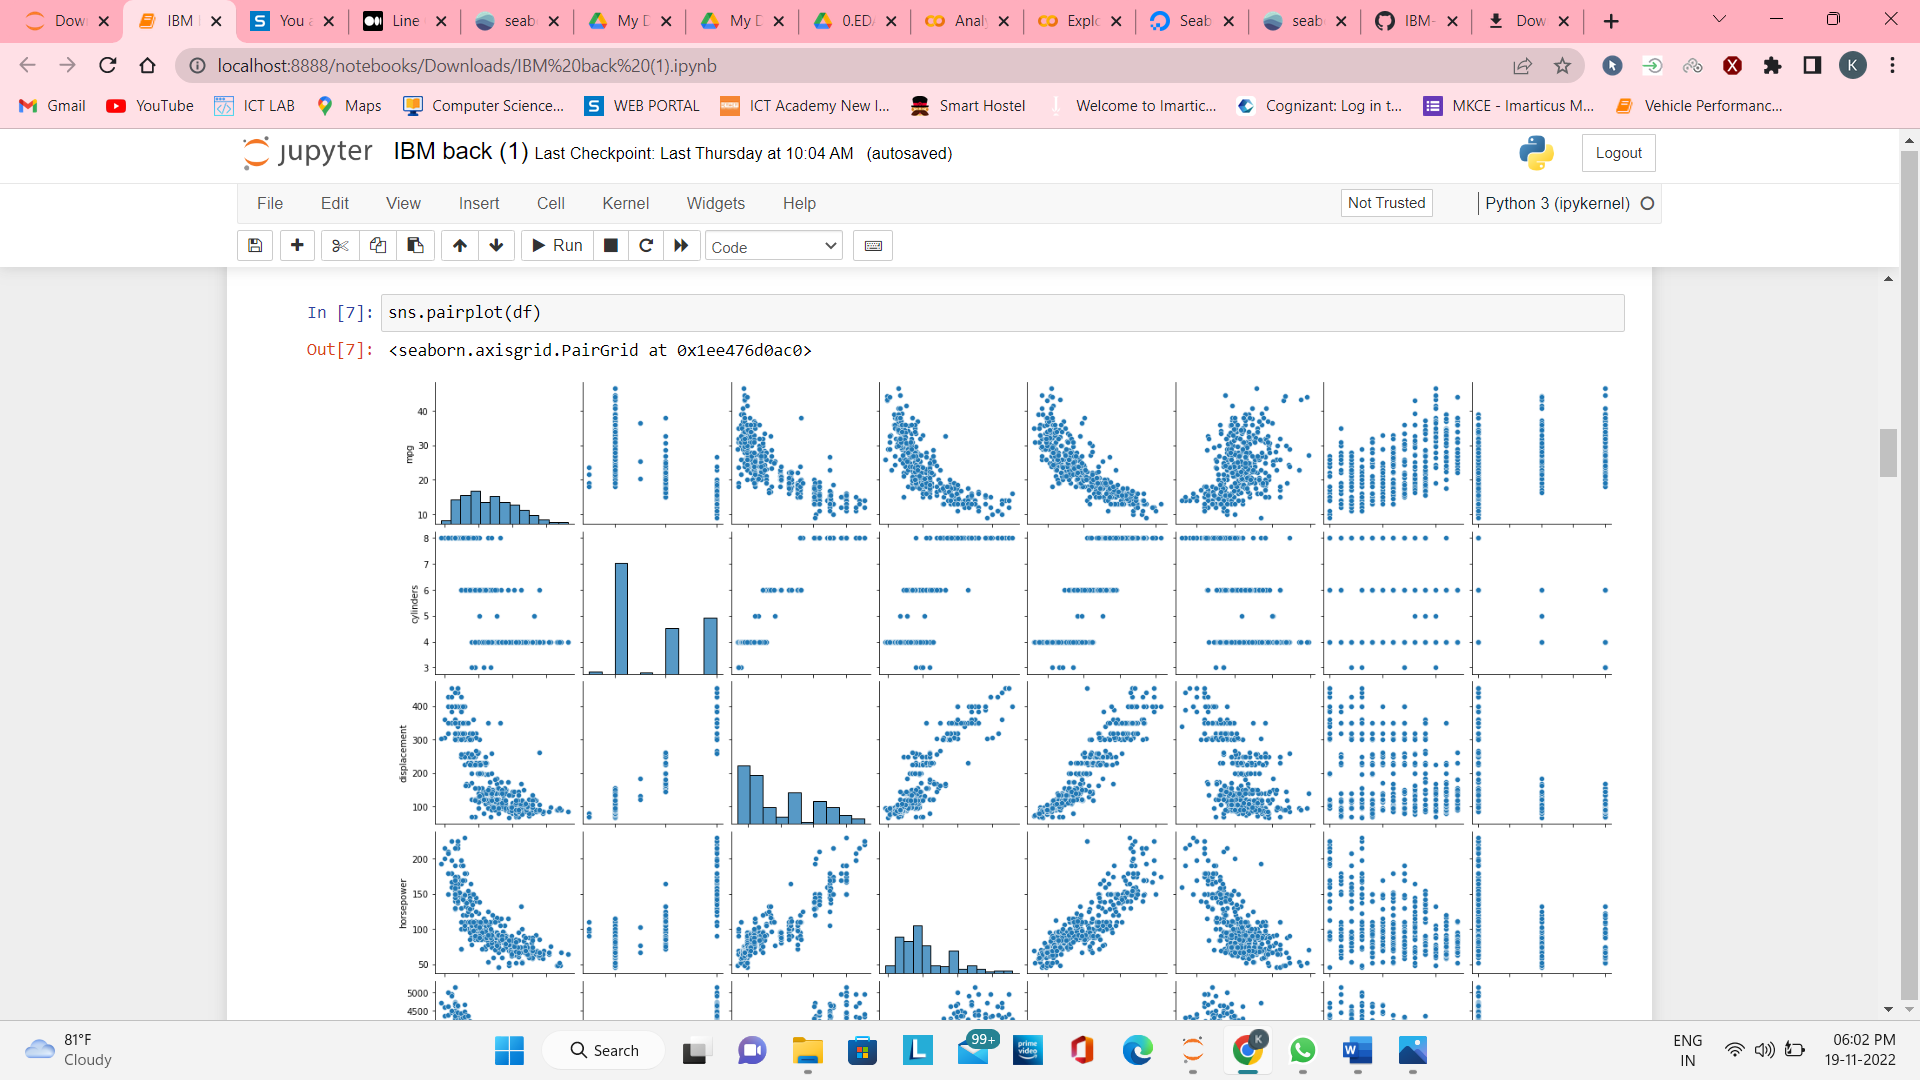 Down IBM You a Line seab My D My D 0.ED Analy Explo Seab seab IBM- Dow
localhost:8888/notebooks/Downloads/IBM%20back%20(1).ipynb K
Gmail YouTube ICT LAB Maps Computer Science... WEB PORTAL ICT Academy New I... Smart Hostel Welcome to Imartic... Cognizant: Log in t... MKCE - Imarticus M... Vehicle Performanc...
jupyter IBM back (1) Last Checkpoint: Last Thursday at 10:04 AM (autosaved) Logout
File Edit View Insert Cell Kernel Widgets Help Not Trusted Python 3 (ipykernel)
Run Code
In [7]: sns.pairplot(df)
Out[7]: <seaborn.axisgrid.PairGrid at 0x1ee476d0ac0>
40
30
mpg
20
10
8
7
6
cylinders
5
4
3
400
300
displacement
200
100
200
150
horsepower
100
50
5000
4500
81°F
Cloudy
Search
99+
prime video
K
ENG
IN
06:02 PM
19-11-2022